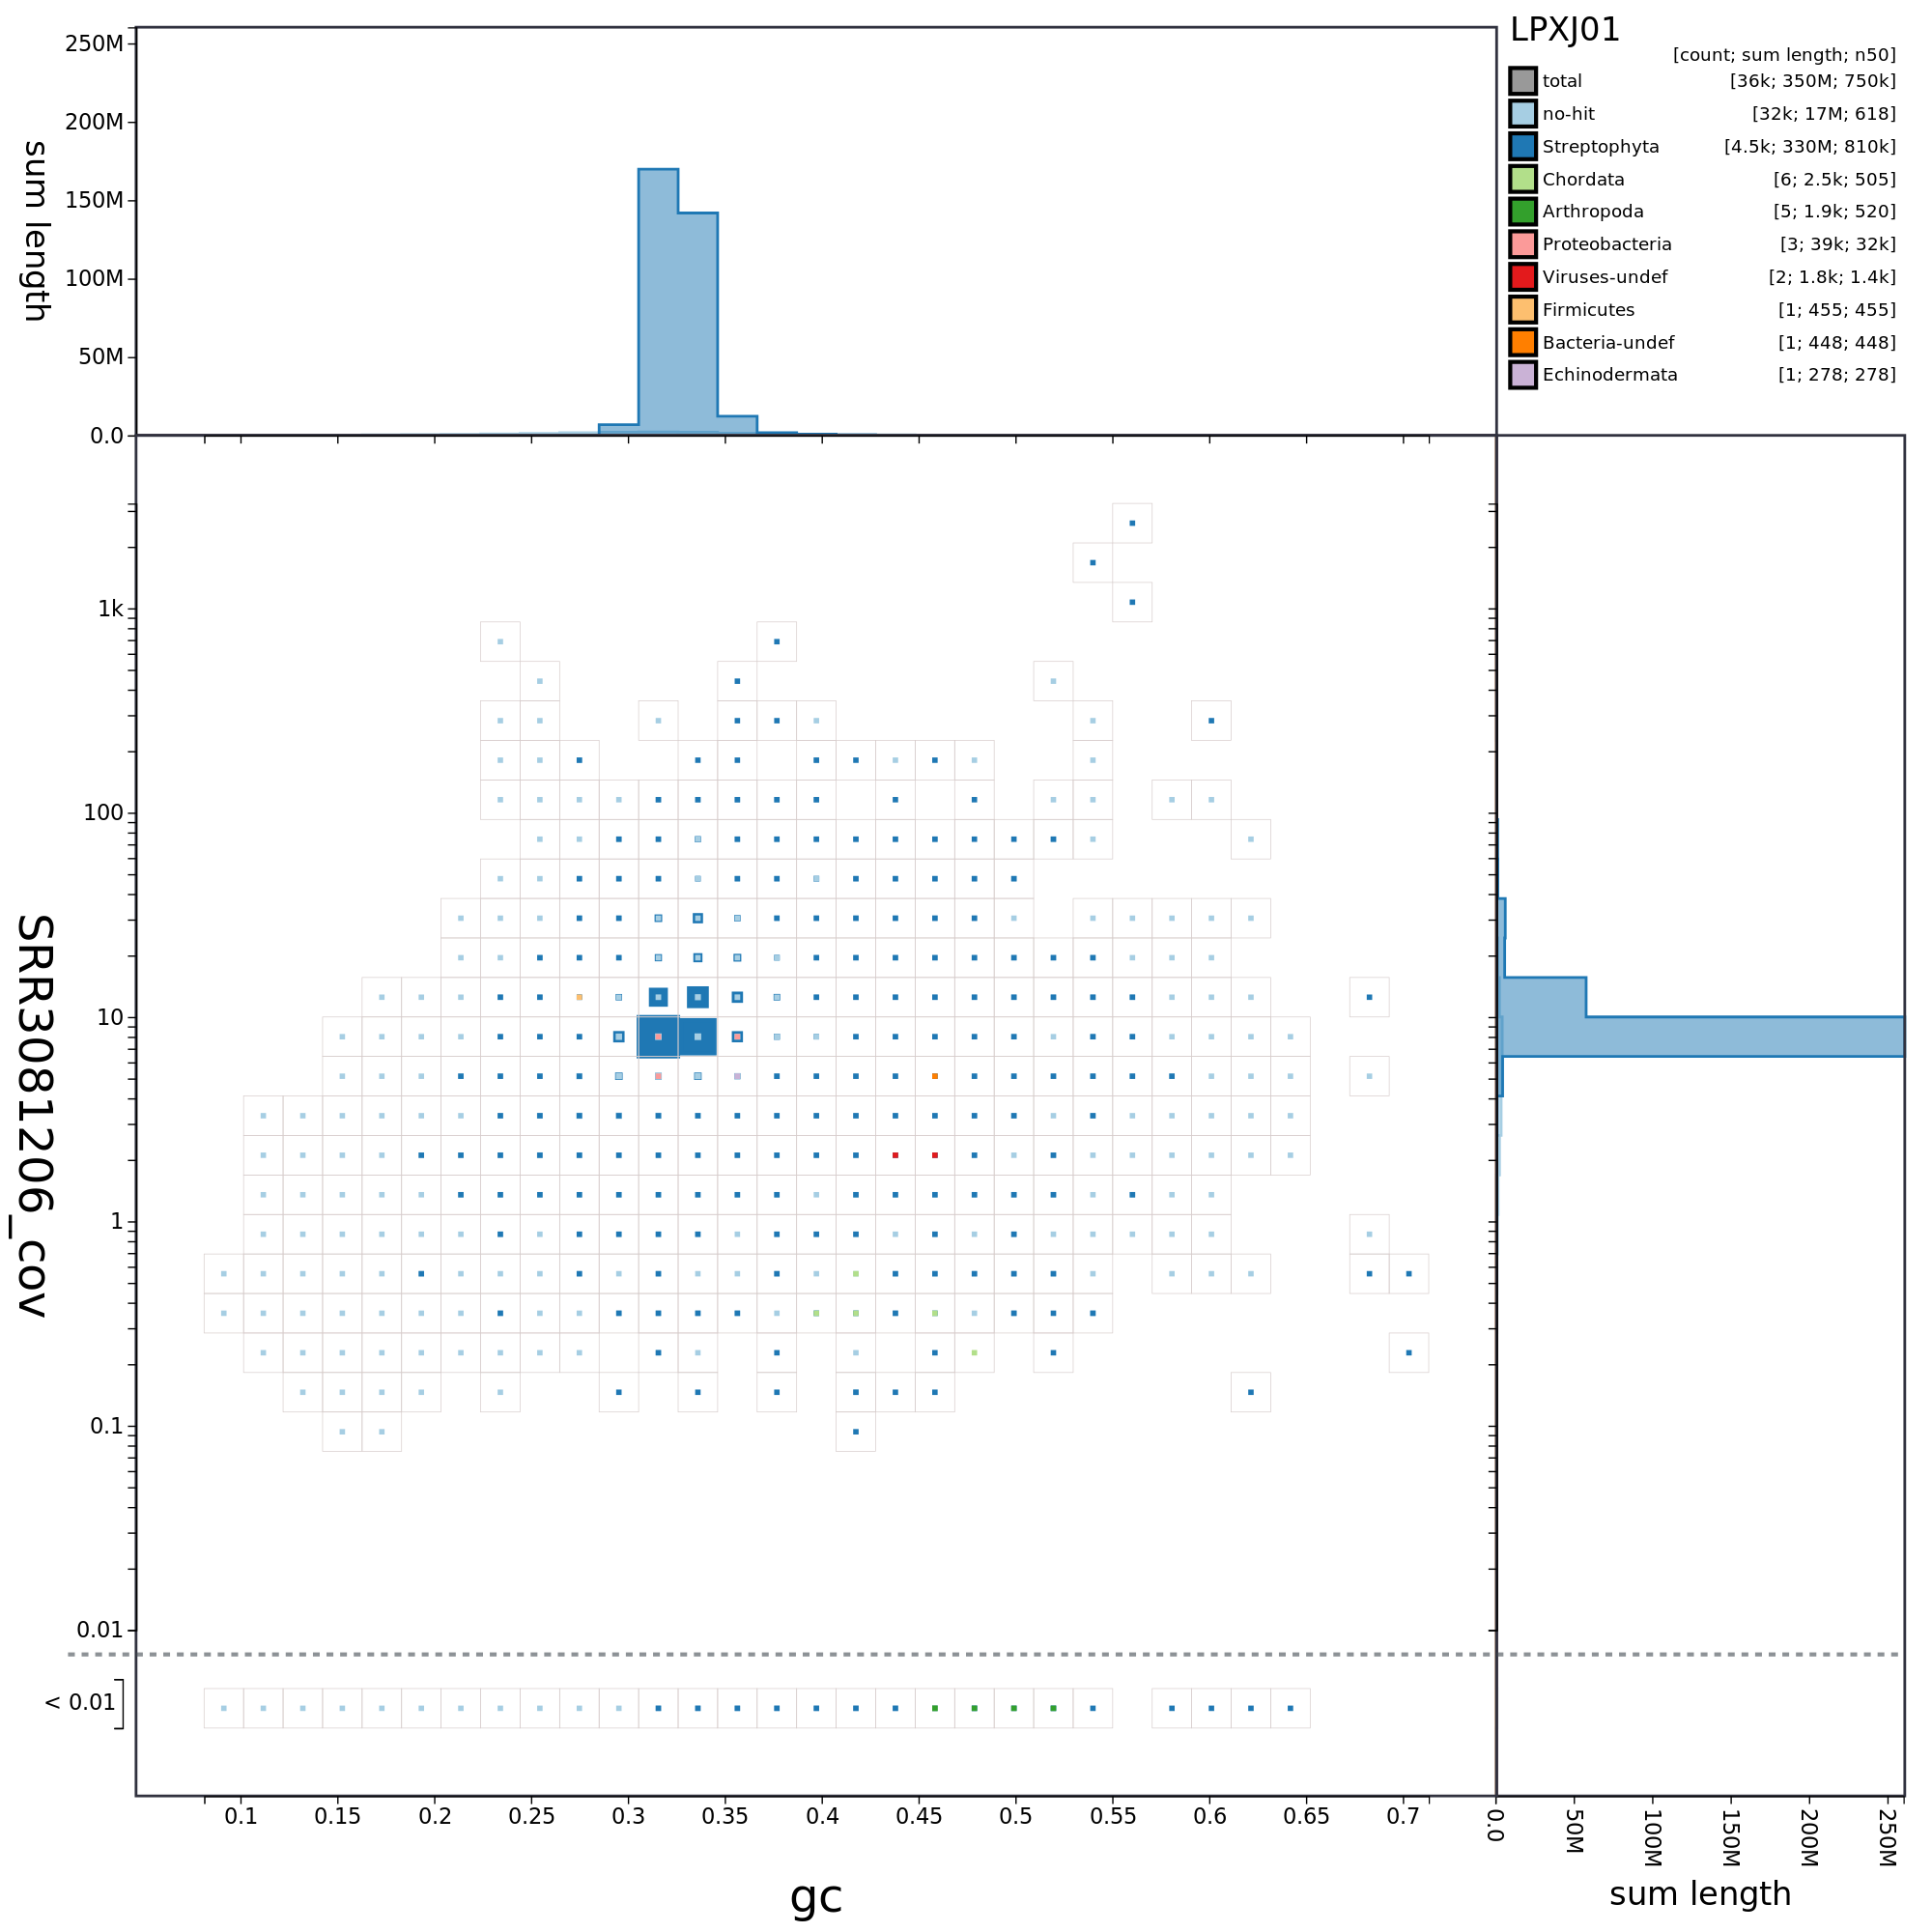 LPXJ01
[count; sum length; n50]
total [36k; 350M; 750k]
no-hit [32k; 17M; 618]
Streptophyta [4.5k; 330M; 810k]
Chordata [6; 2.5k; 505]
Arthropoda [5; 1.9k; 520]
Proteobacteria [3; 39k; 32k]
Viruses-undef [2; 1.8k; 1.4k]
Firmicutes [1; 455; 455]
Bacteria-undef [1; 448; 448]
Echinodermata [1; 278; 278]
sum length
250M
200M
150M
100M
50M
0.0
SRR3081206_cov
1k
100
10
1
0.1
0.01
< 0.01
0.1 0.15 0.2 0.25 0.3 0.35 0.4 0.45 0.5 0.55 0.6 0.65 0.7
gc
0.0 50M 100M 150M 200M 250M
sum length